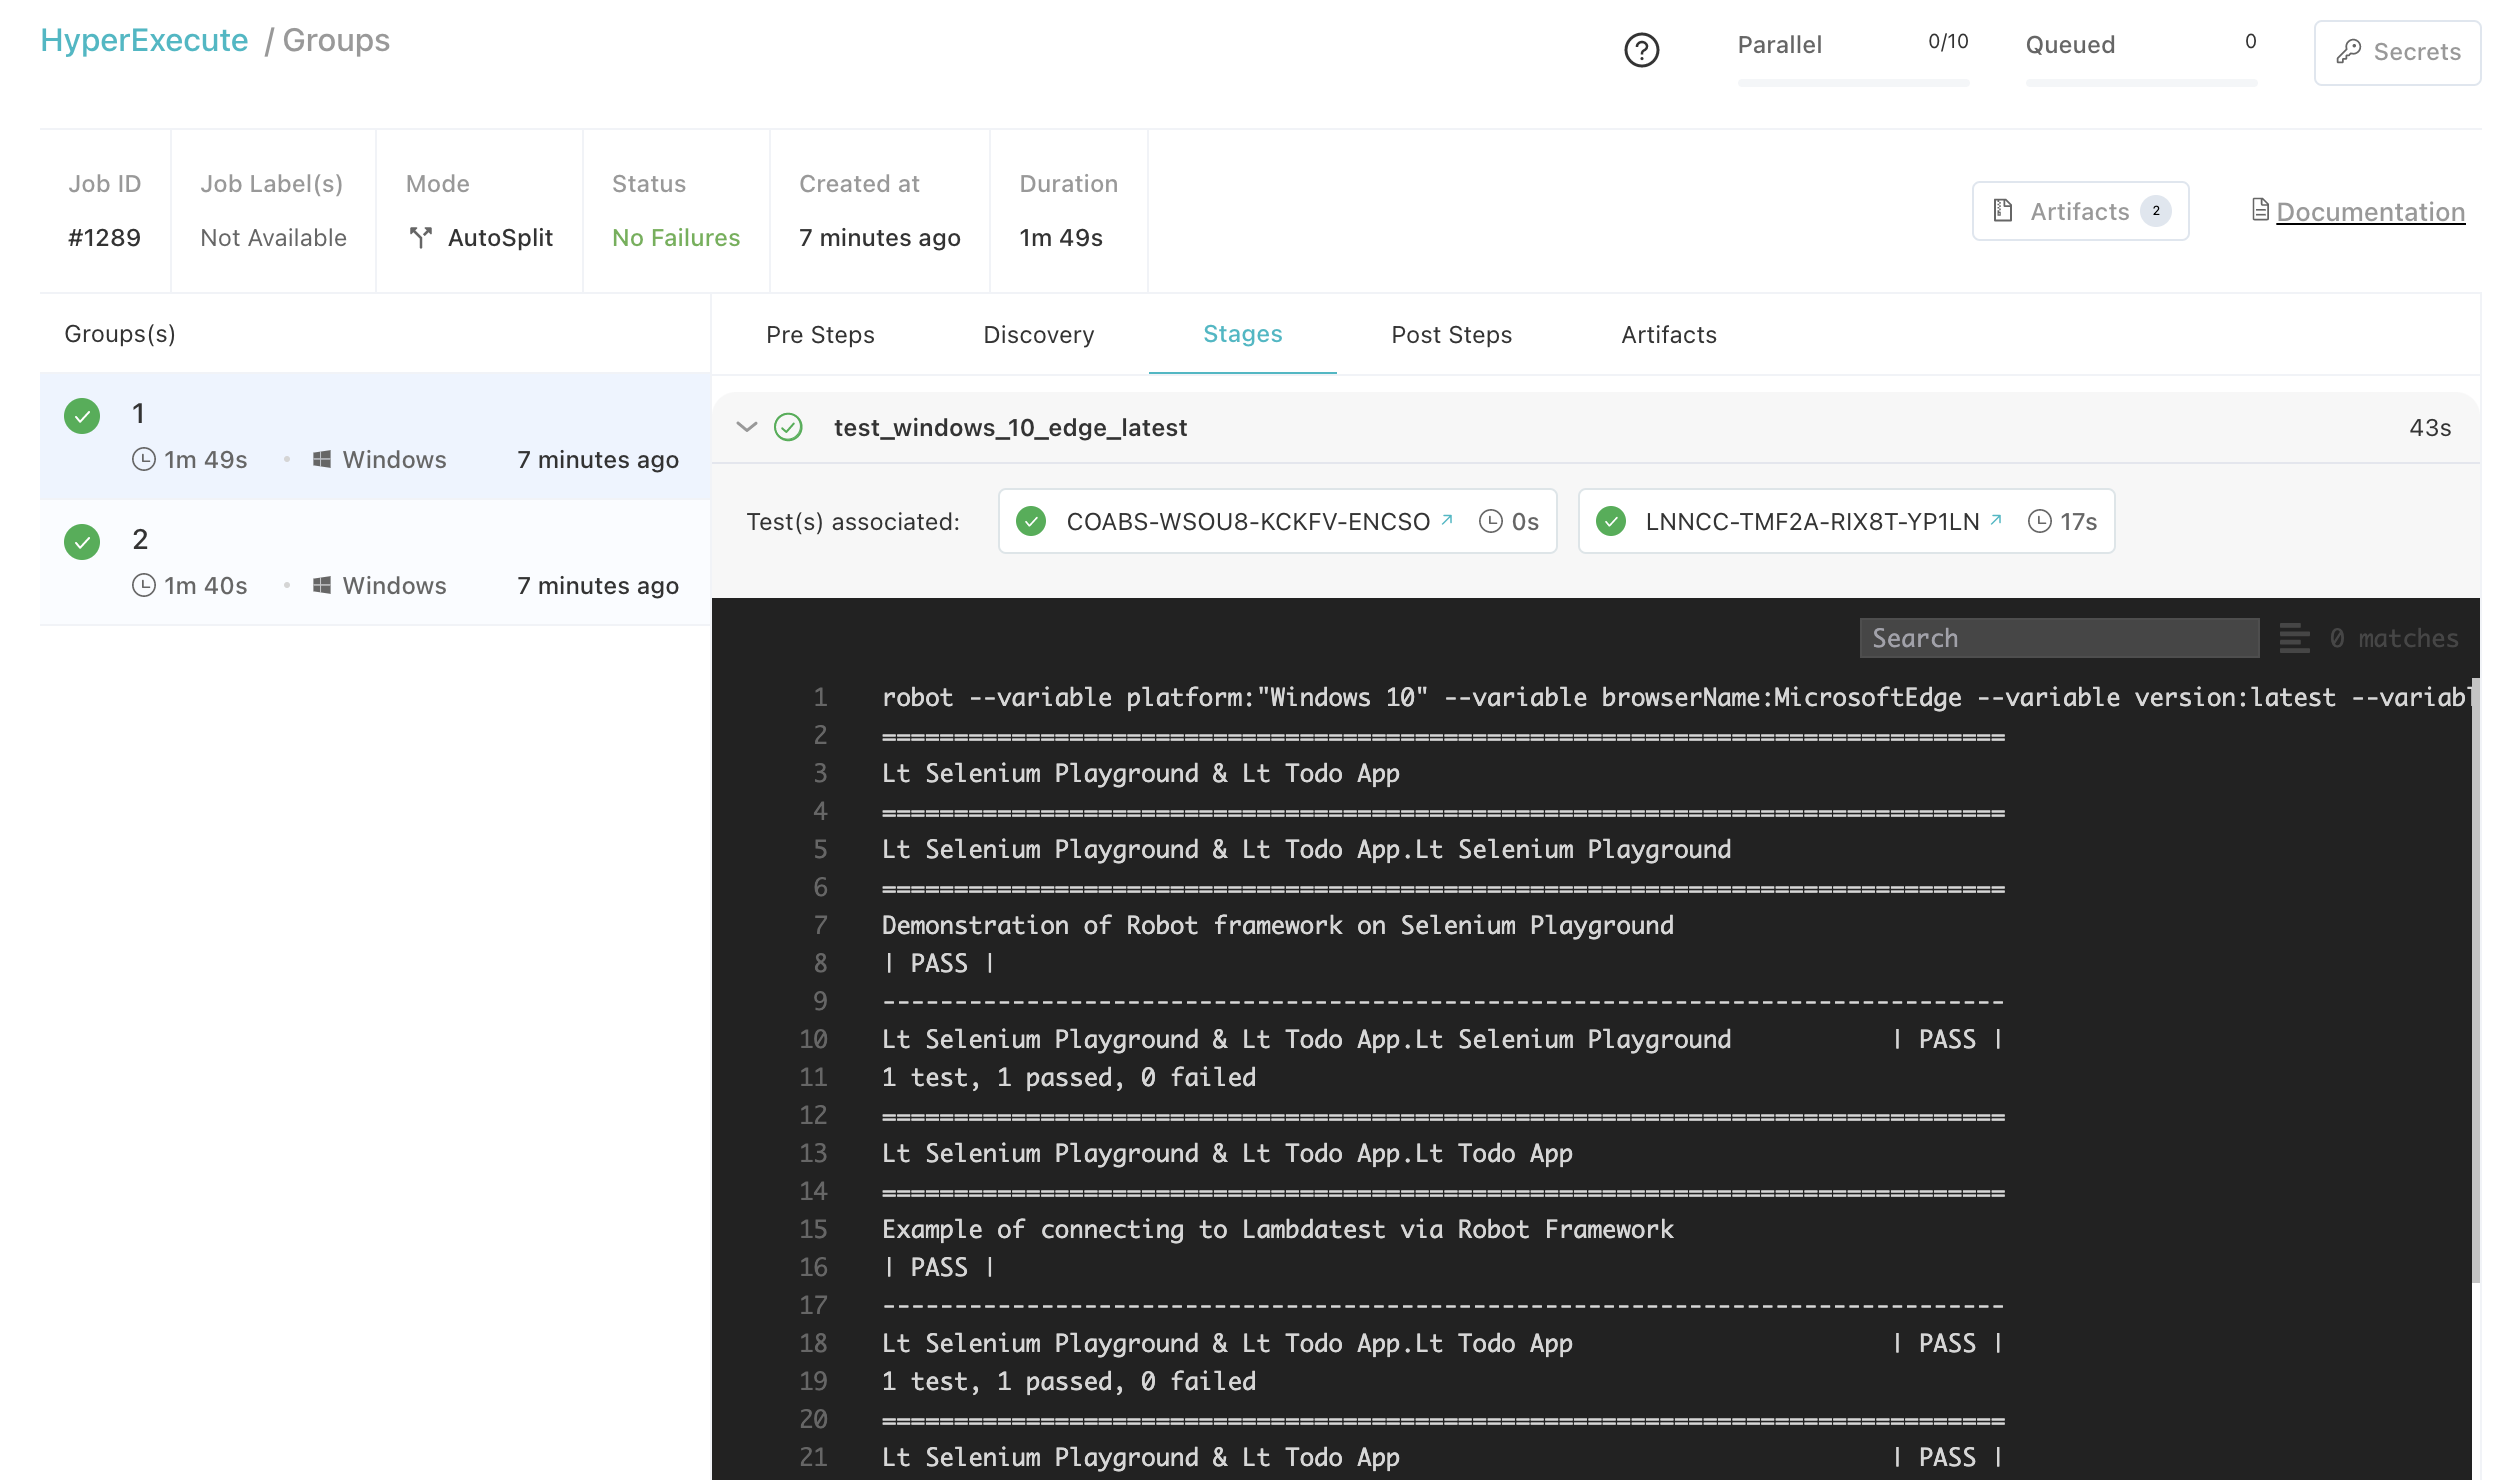 HyperExecute / Groups
Parallel 0/10
Queued 0
Secrets
Job ID
#1289
Job Label(s)
Not Available
Mode
AutoSplit
Status
No Failures
Created at
7 minutes ago
Duration
1m 49s
Artifacts 2
Documentation
Groups(s)
1
1m 49s • Windows 7 minutes ago
2
1m 40s • Windows 7 minutes ago
Pre Steps Discovery Stages Post Steps Artifacts
test_windows_10_edge_latest 43s
Test(s) associated: COABS-WSOU8-KCKFV-ENCSO 0s LNNCC-TMF2A-RIX8T-YP1LN 17s
Search 0 matches
1 robot --variable platform:"Windows 10" --variable browserName:MicrosoftEdge --variable version:latest --variabl
2 ==============================================================================
3 Lt Selenium Playground & Lt Todo App
4 ==============================================================================
5 Lt Selenium Playground & Lt Todo App.Lt Selenium Playground
6 ==============================================================================
7 Demonstration of Robot framework on Selenium Playground
8 | PASS |
9 ------------------------------------------------------------------------------
10 Lt Selenium Playground & Lt Todo App.Lt Selenium Playground | PASS |
11 1 test, 1 passed, 0 failed
12 ==============================================================================
13 Lt Selenium Playground & Lt Todo App.Lt Todo App
14 ==============================================================================
15 Example of connecting to Lambdatest via Robot Framework
16 | PASS |
17 ------------------------------------------------------------------------------
18 Lt Selenium Playground & Lt Todo App.Lt Todo App | PASS |
19 1 test, 1 passed, 0 failed
20 ==============================================================================
21 Lt Selenium Playground & Lt Todo App | PASS |